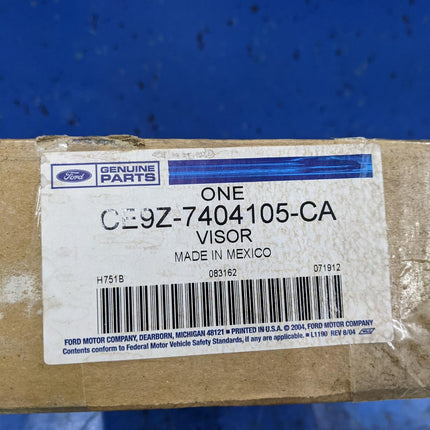 Ford GENUINE
PARTS
ONE
CE9Z-7404105-CA
VISOR
MADE IN MEXICO
H751B 083162 071912
FORD MOTOR COMPANY, DEARBORN, MICHIGAN 48121 ■ PRINTED IN U.S.A. © 2004, FORD MOTOR COMPANY
Contents conform to Federal Motor Vehicle Safety Standards, if any are applicable. ■ L1190 REV 8/04